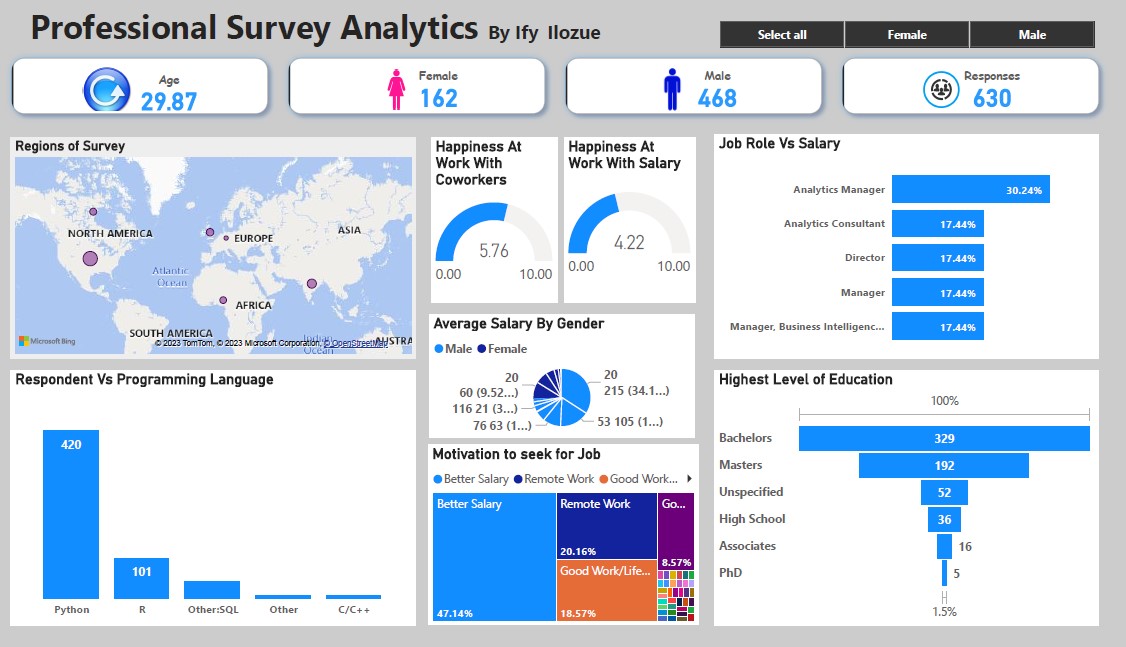 Professional Survey Analytics By Ify Ilozue
Select all
Female
Male
Age
29.87
Female
162
Male
468
Responses
630
Regions of Survey
NORTH AMERICA
EUROPE
ASIA
Atlantic
Ocean
AFRICA
SOUTH AMERICA
Indian
Ocean
AUSTRA
Microsoft Bing
© 2023 TomTom, © 2023 Microsoft Corporation, © OpenStreetMap
Happiness At
Work With
Coworkers
5.76
0.00
10.00
Happiness At
Work With Salary
4.22
0.00
10.00
Job Role Vs Salary
Analytics Manager
30.24%
Analytics Consultant
17.44%
Director
17.44%
Manager
17.44%
Manager, Business Intelligenc...
17.44%
Average Salary By Gender
Male
Female
20
60 (9.52...)
116 21 (3...)
76 63 (1...)
20
215 (34.1...)
53 105 (1...)
Respondent Vs Programming Language
420
101
Python
R
Other:SQL
Other
C/C++
Motivation to seek for Job
Better Salary
Remote Work
Good Work...
Better Salary
47.14%
Remote Work
20.16%
Good Work/Life...
18.57%
Go...
8.57%
Highest Level of Education
100%
Bachelors
329
Masters
192
Unspecified
52
High School
36
Associates
16
PhD
5
1.5%